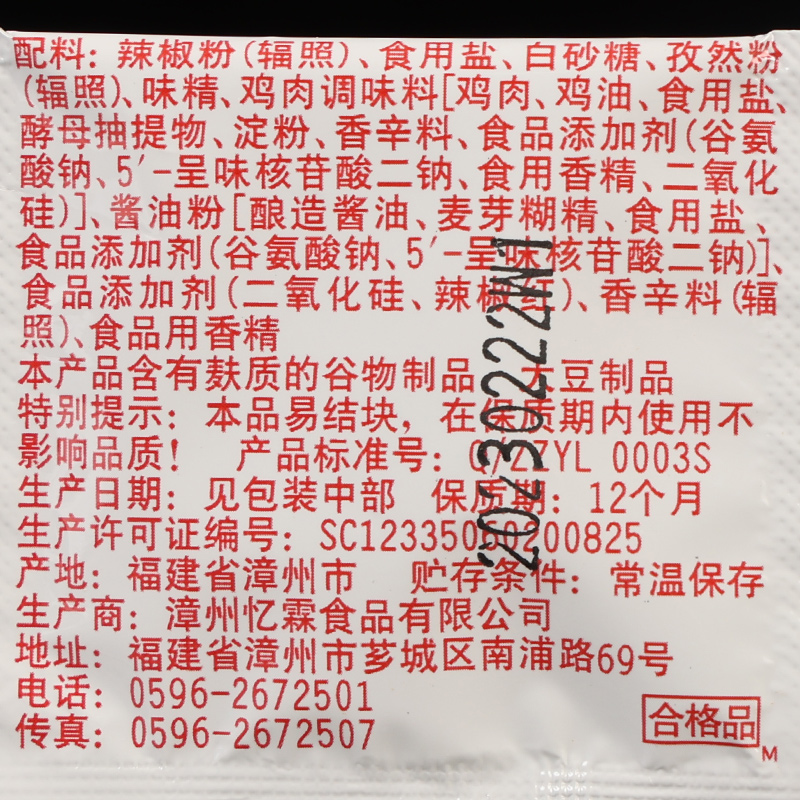 配料：辣椒粉(辐照)、食用盐、白砂糖、孜然粉
(辐照)、味精、鸡肉调味料[鸡肉、鸡油、食用盐、
酵母抽提物、淀粉、香辛料、食品添加剂(谷氨
酸钠、5′-呈味核苷酸二钠、食用香精、二氧化
硅)]、酱油粉[酿造酱油、麦芽糊精、食用盐、
食品添加剂(谷氨酸钠、5′-呈味核苷酸二钠)]、
食品添加剂(二氧化硅、辣椒红)、香辛料(辐
照)、食品用香精
本产品含有麸质的谷物制品、大豆制品
特别提示：本品易结块，在保质期内使用不
影响品质！ 产品标准号：Q/ZZYL 0003S
生产日期：见包装中部 保质期：12个月
生产许可证编号：SC12335000825
产地：福建省漳州市 贮存条件：常温保存
生产商：漳州忆霖食品有限公司
地址：福建省漳州市芗城区南浦路69号
电话：0596-2672501
传真：0596-2672507
合格品
M
20230222W1